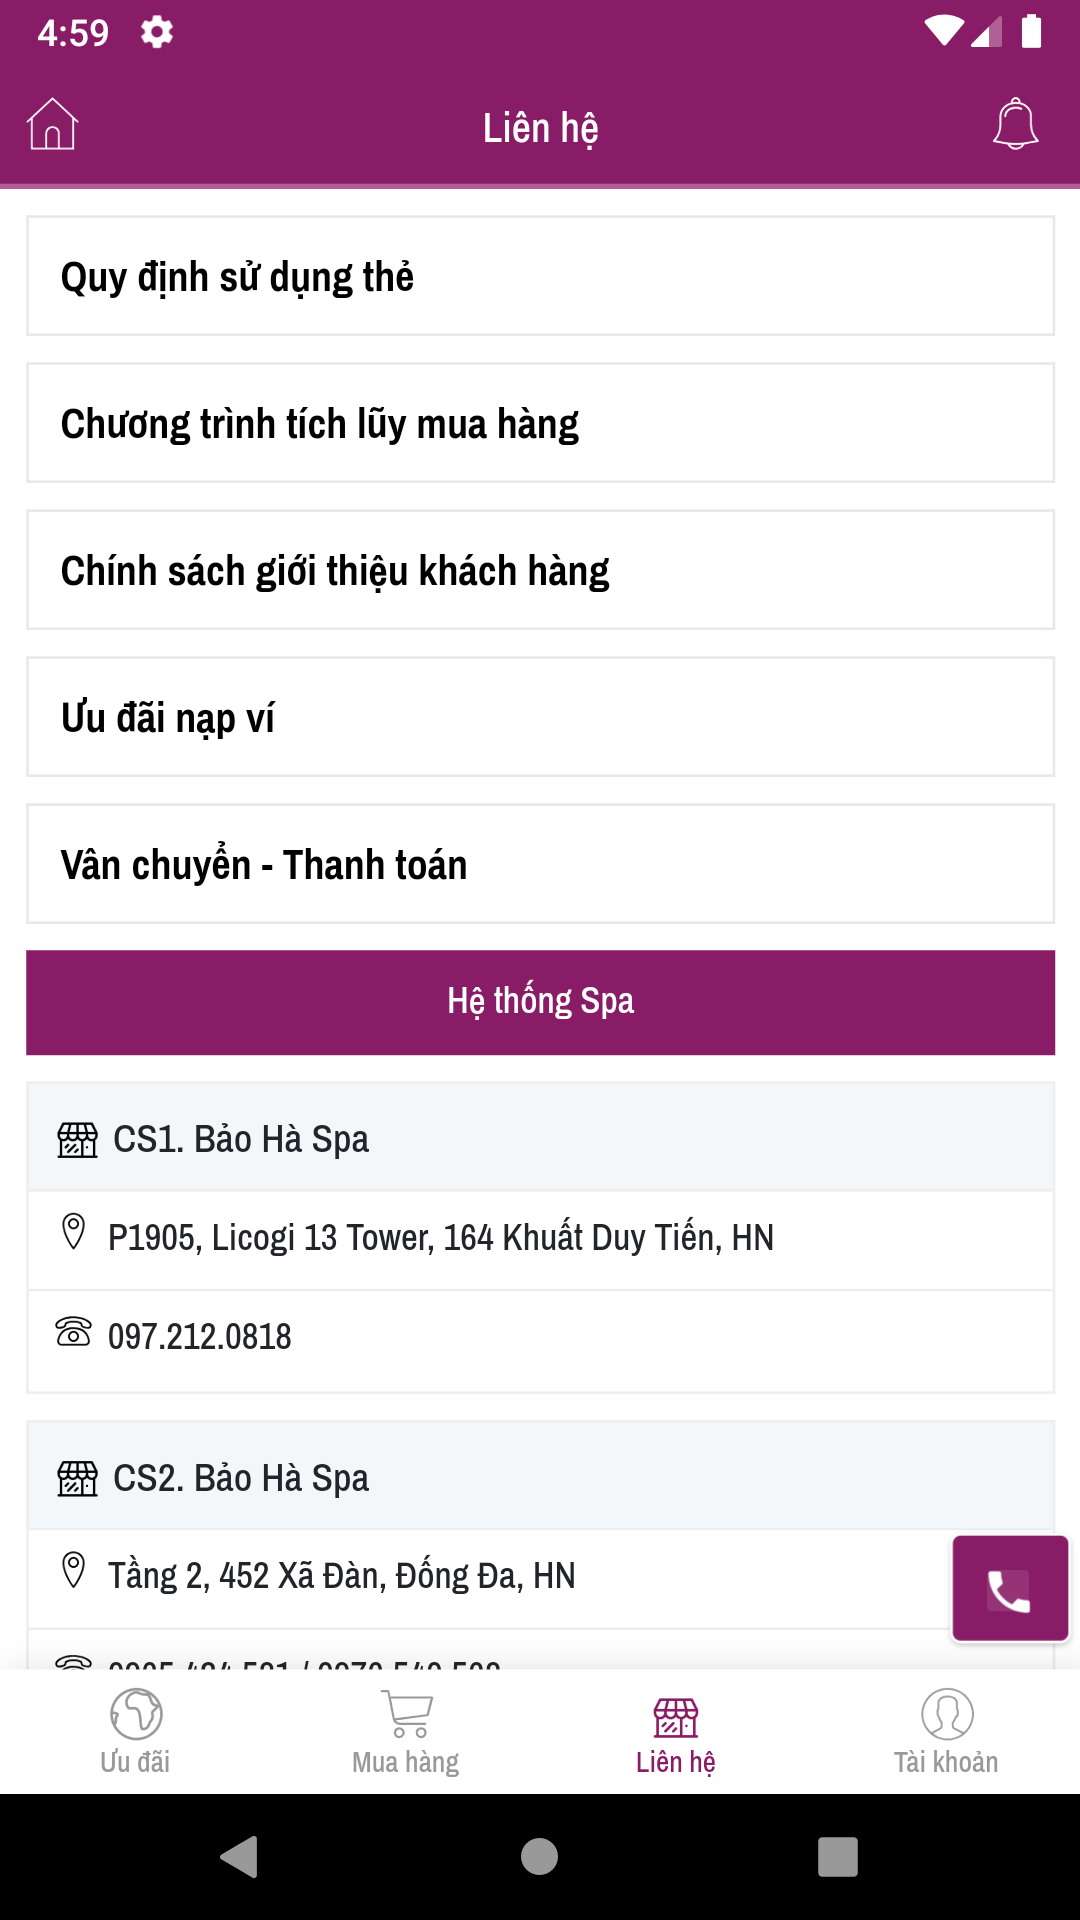 4:59
Liên hệ
Quy định sử dụng thẻ
Chương trình tích lũy mua hàng
Chính sách giới thiệu khách hàng
Ưu đãi nạp ví
Vân chuyển - Thanh toán
Hệ thống Spa
CS1. Bảo Hà Spa
P1905, Licogi 13 Tower, 164 Khuất Duy Tiến, HN
097.212.0818
CS2. Bảo Hà Spa
Tầng 2, 452 Xã Đàn, Đống Đa, HN
Ưu đãi
Mua hàng
Liên hệ
Tài khoản